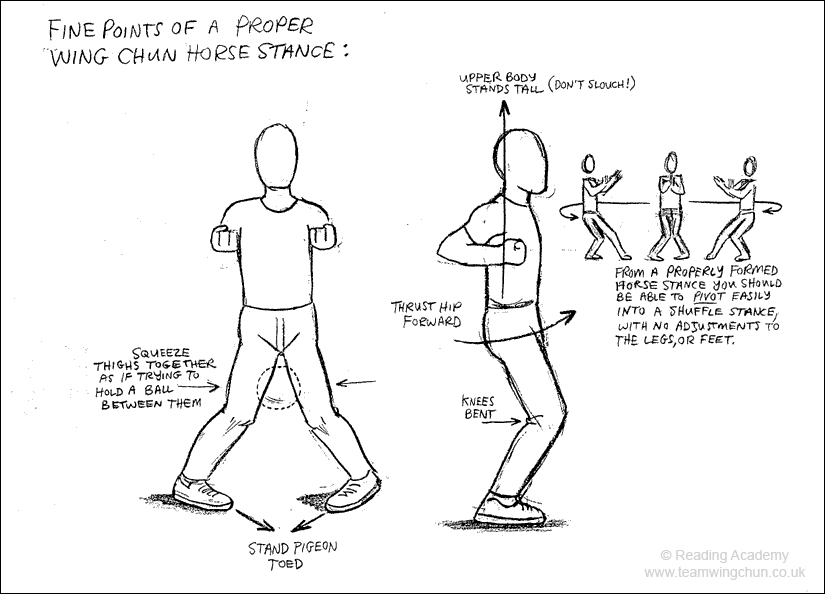 FINE POINTS OF A PROPER
WING CHUN HORSE STANCE:
UPPER BODY
STANDS TALL (DON'T SLOUCH!)
THRUST HIP
FORWARD
FROM A PROPERLY FORMED
HORSE STANCE YOU SHOULD
BE ABLE TO PIVOT EASILY
INTO A SHUFFLE STANCE,
WITH NO ADJUSTMENTS TO
THE LEGS, OR FEET.
SQUEEZE
THIGHS TOGETHER
AS IF TRYING TO
HOLD A BALL
BETWEEN THEM
KNEES
BENT
STAND PIGEON
TOED
© Reading Academy
www.teamwingchun.co.uk